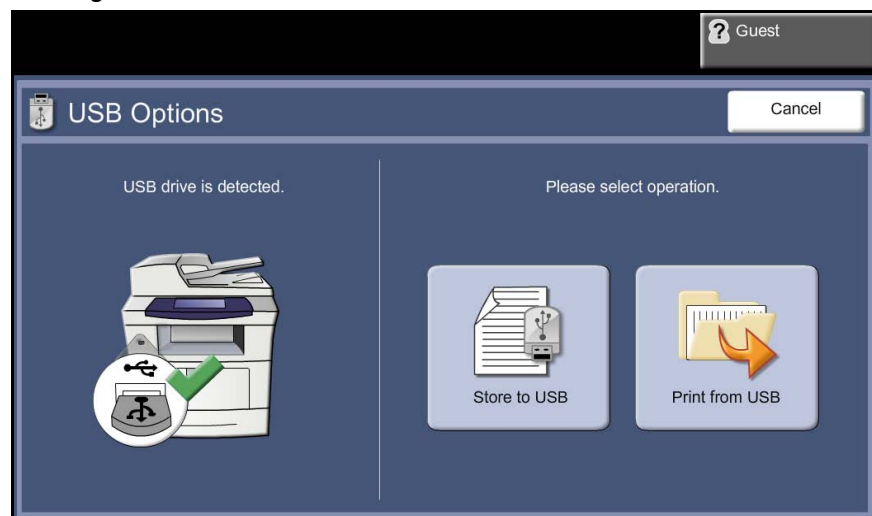 Guest
USB Options
Cancel
USB drive is detected.
Please select operation.
Store to USB
Print from USB